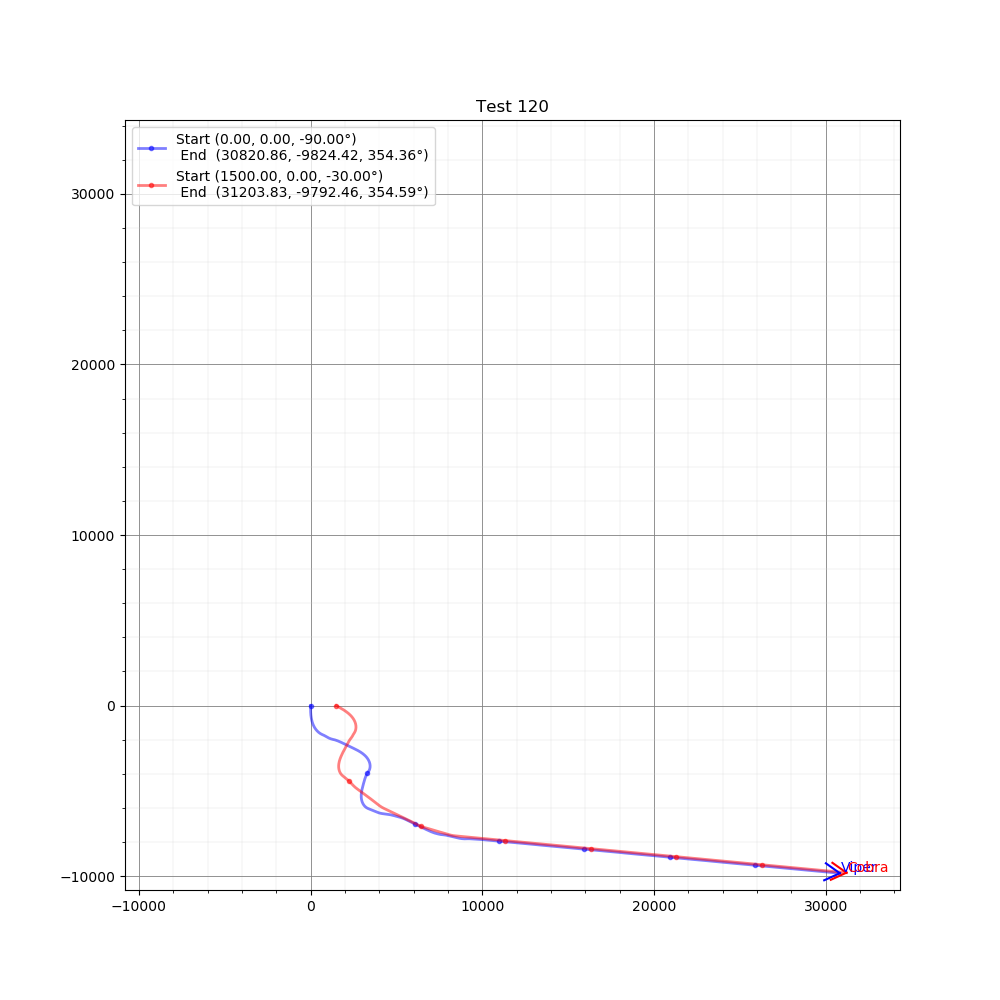 Test 120
Start (0.00, 0.00, -90.00°)
End  (30820.86, -9824.42, 354.36°)
Start (1500.00, 0.00, -30.00°)
End  (31203.83, -9792.46, 354.59°)
30000
20000
10000
0
−10000
Viper
Cobra
−10000
0
10000
20000
30000